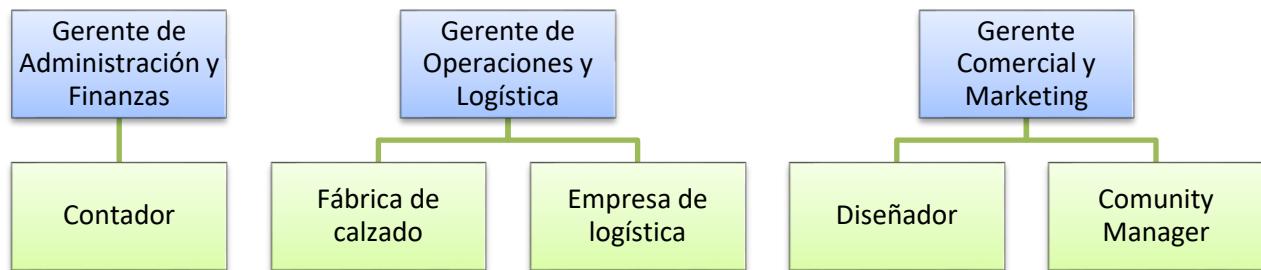 Gerente de
Administración y
Finanzas
Gerente de
Operaciones y
Logística
Gerente
Comercial y
Marketing
Contador
Fábrica de
calzado
Empresa de
logística
Diseñador
Comunity
Manager